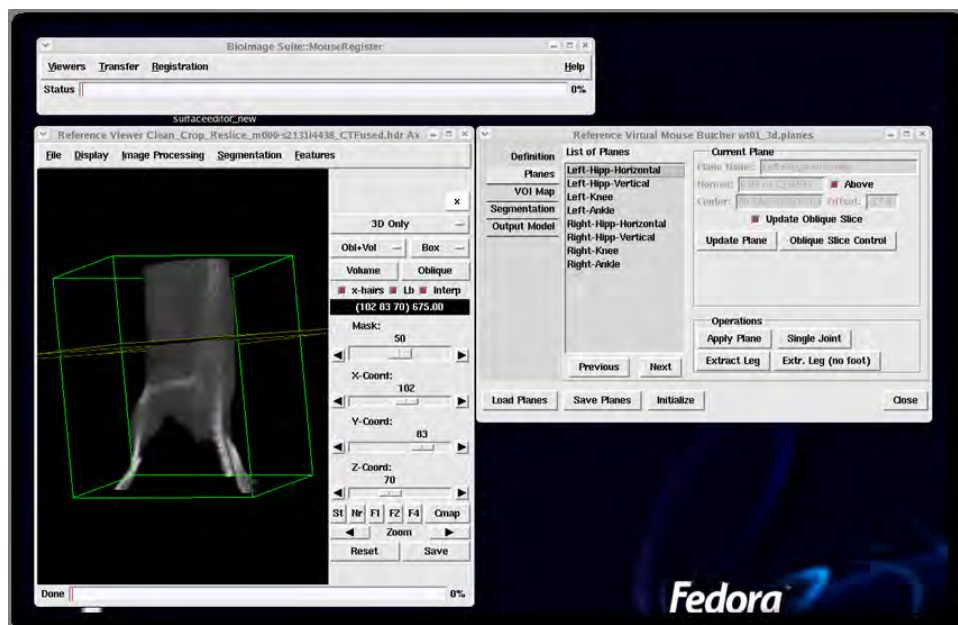 BioImage Suite::MouseRegister
Viewers Transfer Registration Help
Status 0%
surfaceeditor_new
Reference Viewer Clean_Crop_Reslice_m000-s2131i4438_CTFused.hdr Ax
File Display Image Processing Segmentation Features
x
3D Only
Obl+Vol Box
Volume Oblique
x-hairs Lb Interp
(102 83 70) 675.00
Mask:
50
X-Coord:
102
Y-Coord:
83
Z-Coord:
70
St Nr F1 F2 F4 Cmap
Zoom
Reset Save
Done 0%
Reference Virtual Mouse Butcher wt01_3d.planes
Definition
Planes
VOI Map
Segmentation
Output Model
List of Planes
Left-Hipp-Horizontal
Left-Hipp-Vertical
Left-Knee
Left-Ankle
Right-Hipp-Horizontal
Right-Hipp-Vertical
Right-Knee
Right-Ankle
Previous Next
Current Plane
Plane Name: Left-Hipp-Horizontal
Normal: Above
Center: Offset:
Update Oblique Slice
Update Plane Oblique Slice Control
Operations
Apply Plane Single Joint
Extract Leg Extr. Leg (no foot)
Load Planes Save Planes Initialize Close
Fedora